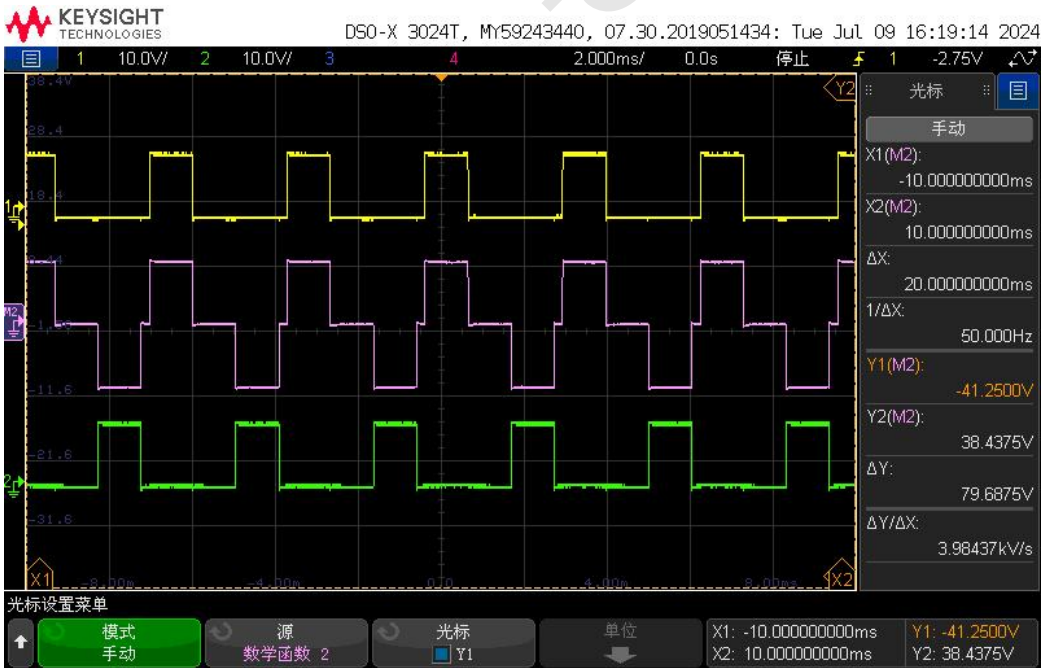 KEYSIGHT
TECHNOLOGIES
DSO-X 3024T, MY59243440, 07.30.2019051434: Tue Jul 09 16:19:14 2024
1 10.0V/ 2 10.0V/ 3 4 2.000ms/ 0.0s 停止 1 -2.75V
38.4V
Y2
光标
28.4
手动
X1(M2):
-10.000000000ms
18.4
1
X2(M2):
10.000000000ms
ΔX:
20.000000000ms
M2
1/ΔX:
-1.56
50.000Hz
Y1(M2):
-11.6
-41.2500V
Y2(M2):
38.4375V
-21.6
ΔY:
2
79.6875V
-31.6
ΔY/ΔX:
3.98437kV/s
X1 -8.00m -4.00m 0.0 4.00m 8.00ms X2
光标设置菜单
模式
手动
源
数学函数 2
光标
Y1
单位
X1: -10.000000000ms Y1: -41.2500V
X2: 10.000000000ms Y2: 38.4375V